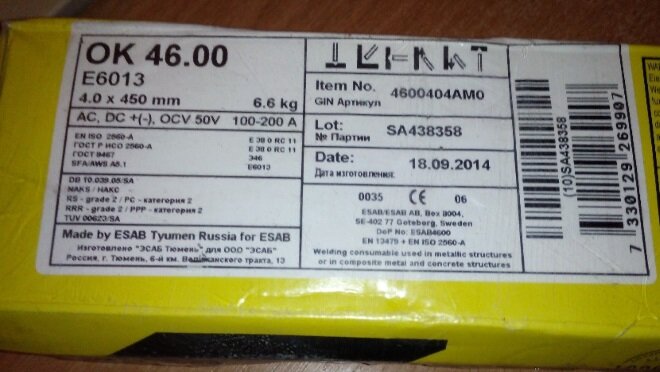 OK 46.00
E6013
4.0 x 450 mm 6.6 kg
AC, DC +(-), OCV 50V 100-200 A
EN ISO 2560-A E 38 0 RC 11
ГОСТ Р ИСО 2560-A E 38 0 RC 11
ГОСТ 9467 Э46
SFA/AWS A5.1 E6013
DB 10.039.05/SA
NAKS / НАКС
RS - grade 2 / РС - категория 2
RRR - grade 2 / РРР - категория 2
TUV 00623/SA
Made by ESAB Tyumen Russia for ESAB
Изготовлено "ЭСАБ Тюмень" для ООО "ЭСАБ"
Россия, г. Тюмень, 6-й км. Велижанского тракта, 13
Item No. 4600404AM0
GIN Артикул
Lot: SA438358
№ Партии
Date: 18.09.2014
Дата изготовления
0035 CE 06
ESAB/ESAB AB, Box 8004,
SE-402 77 Goteborg, Sweden
DoP No: ESAB4600
EN 13479 + EN ISO 2560-A
Welding consumable used in metallic structures
or in composite metal and concrete structures
(10)SA438358
7 330129 269907